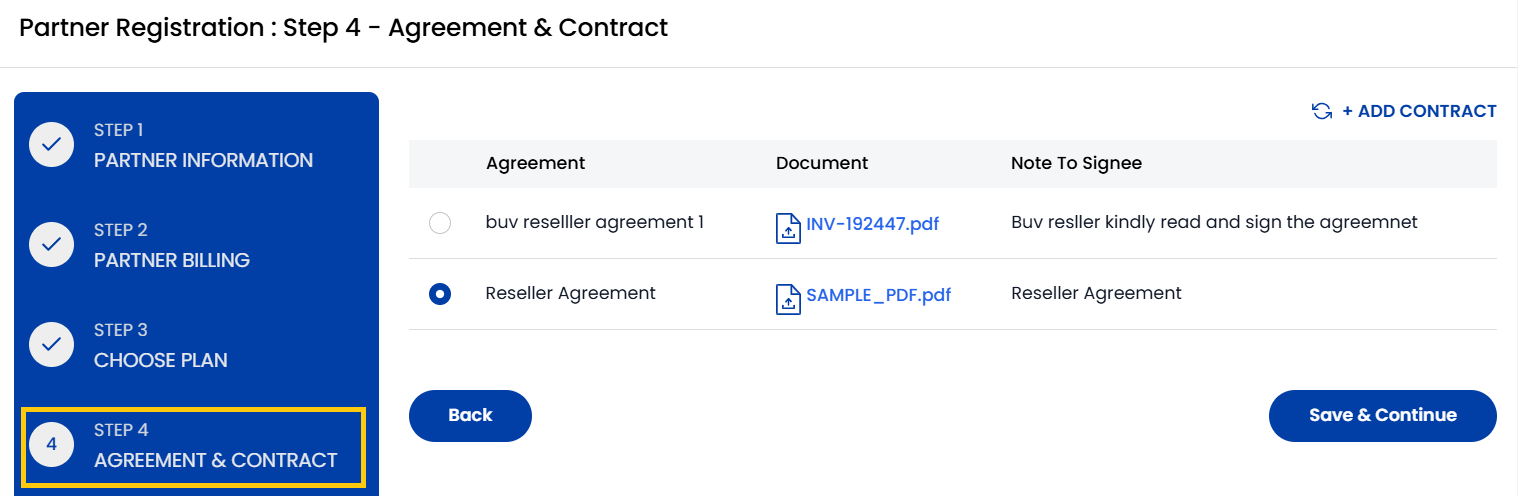 Partner Registration : Step 4 - Agreement & Contract
STEP 1
PARTNER INFORMATION
STEP 2
PARTNER BILLING
STEP 3
CHOOSE PLAN
4
STEP 4
AGREEMENT & CONTRACT
+ ADD CONTRACT
Agreement Document Note To Signee
buv reselller agreement 1 INV-192447.pdf Buv resller kindly read and sign the agreemnet
Reseller Agreement SAMPLE_PDF.pdf Reseller Agreement
Back Save & Continue